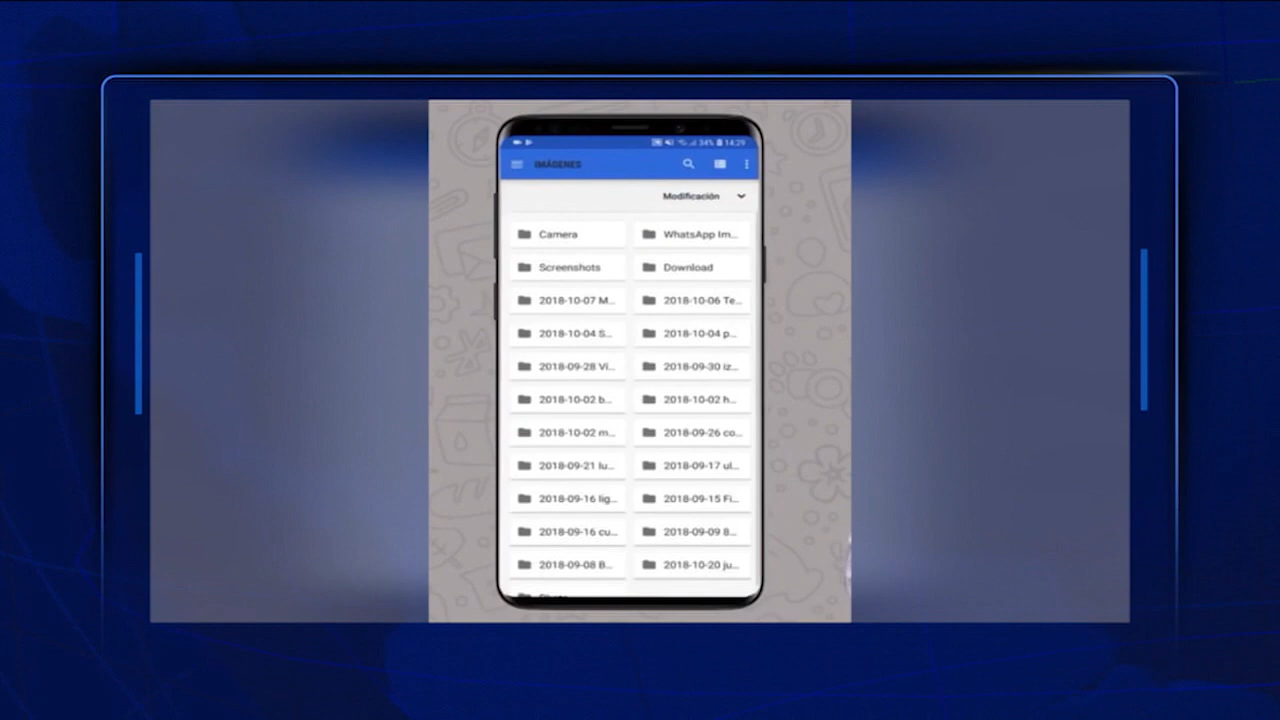 34% 14:29
IMÁGENES
Modificación
Camera WhatsApp Im...
Screenshots Download
2018-10-07 M... 2018-10-06 Te...
2018-10-04 S... 2018-10-04 p...
2018-09-28 Vi... 2018-09-30 iz...
2018-10-02 b... 2018-10-02 h...
2018-10-02 m... 2018-09-26 co...
2018-09-21 lu... 2018-09-17 ul...
2018-09-16 lig... 2018-09-15 Fi...
2018-09-16 cu... 2018-09-09 8...
2018-09-08 B... 2018-10-20 ju...